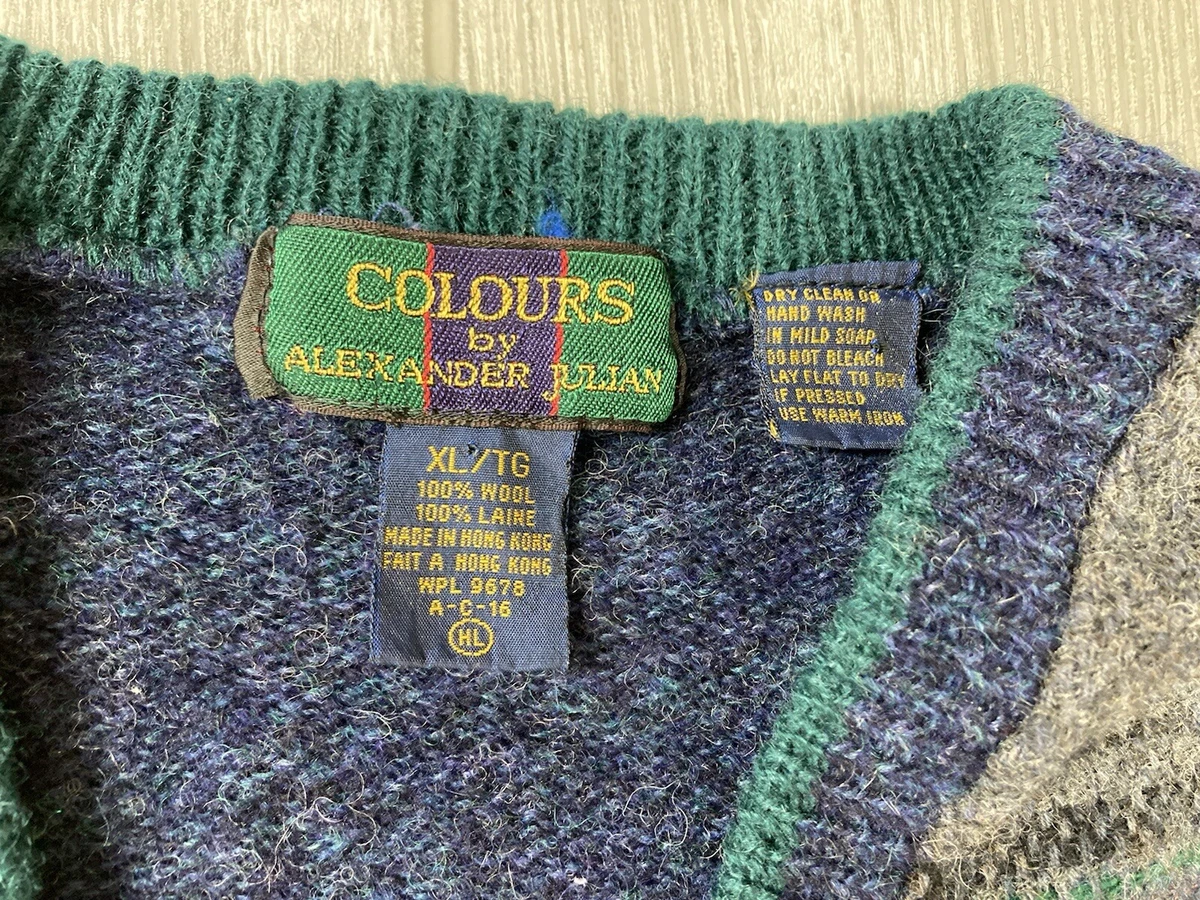 COLOURS
by
ALEXANDER JULIAN
XL/TG
100% WOOL
100% LAINE
MADE IN HONG KONG
FAIT A HONG KONG
WPL 9678
A-C-16
HL
DRY CLEAN OR
HAND WASH
IN MILD SOAP
DO NOT BLEACH
LAY FLAT TO DRY
IF PRESSED
USE WARM IRON